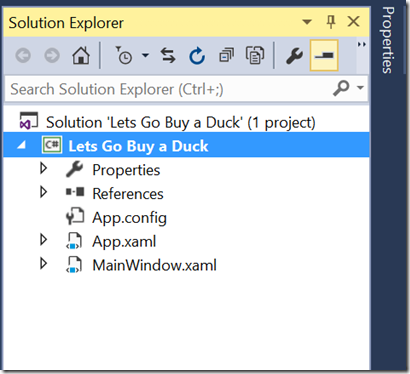 Solution Explorer
Search Solution Explorer (Ctrl+;)
Solution 'Lets Go Buy a Duck' (1 project)
C# Lets Go Buy a Duck
Properties
References
App.config
App.xaml
MainWindow.xaml
Properties